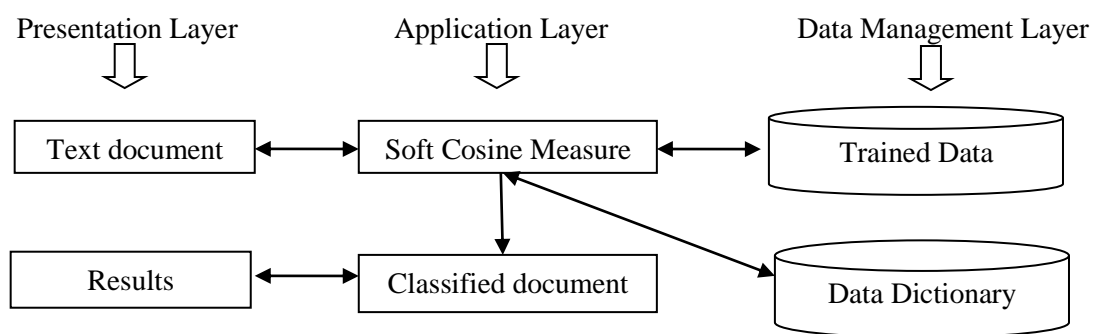 Presentation Layer
Application Layer
Data Management Layer
Text document
Soft Cosine Measure
Trained Data
Results
Classified document
Data Dictionary